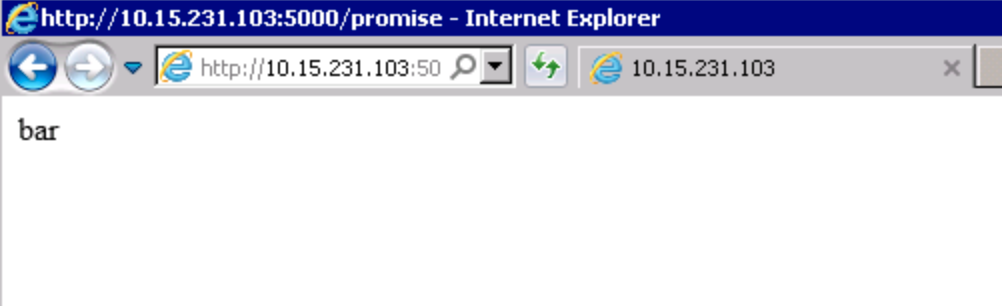 http://10.15.231.103:5000/promise - Internet Explorer
http://10.15.231.103:50
10.15.231.103
bar